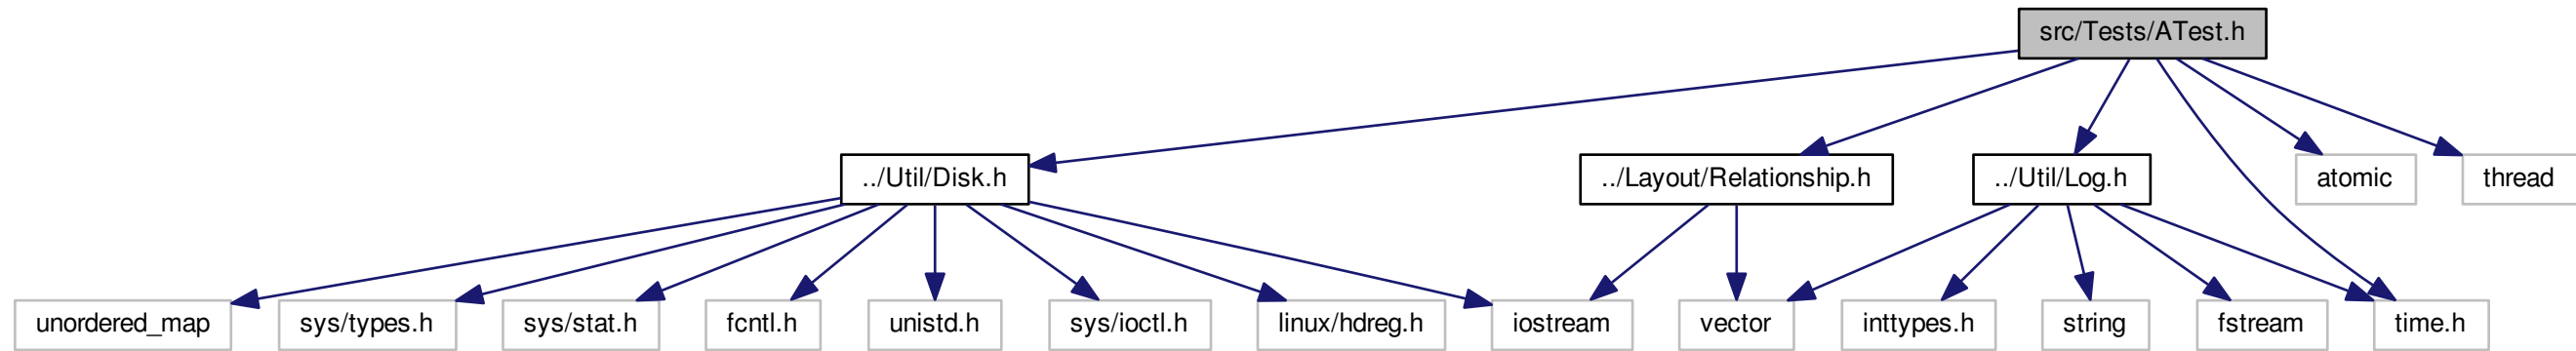 src/Tests/ATest.h
../Util/Disk.h
../Layout/Relationship.h
../Util/Log.h
atomic
thread
unordered_map
sys/types.h
sys/stat.h
fcntl.h
unistd.h
sys/ioctl.h
linux/hdreg.h
iostream
vector
inttypes.h
string
fstream
time.h